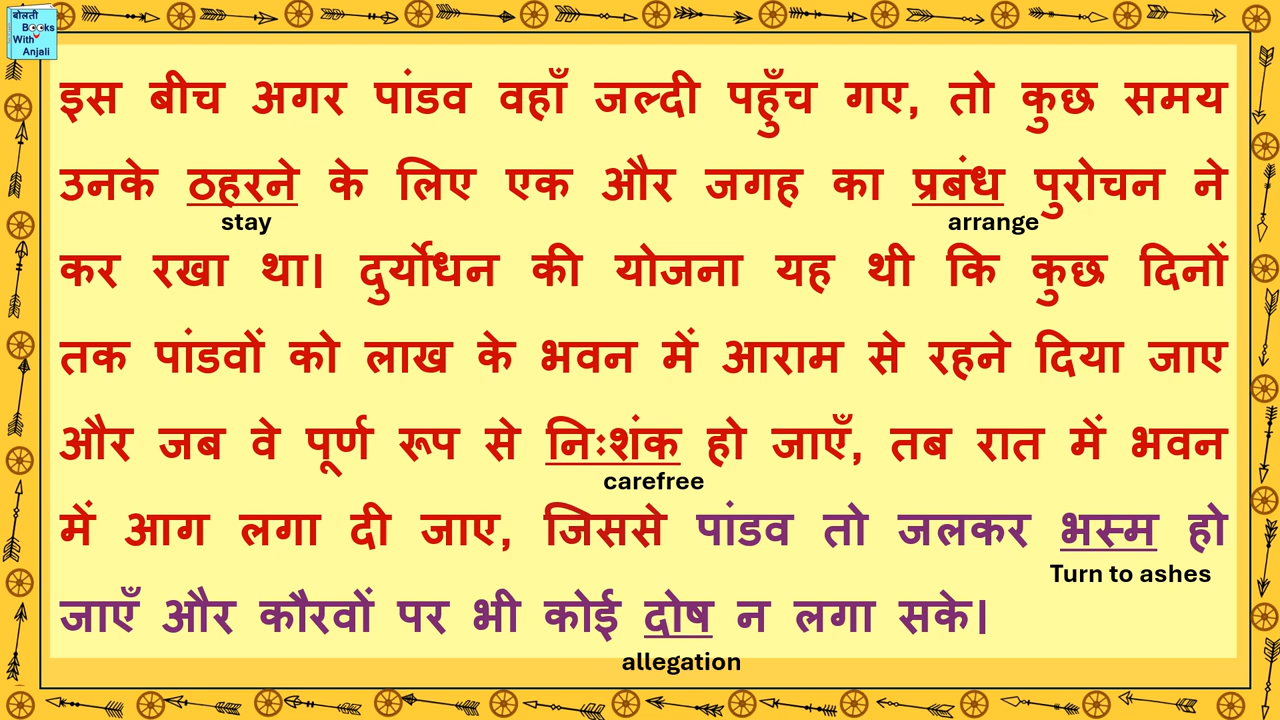 बोलती
Books
With
Anjali
इस बीच अगर पांडव वहाँ जल्दी पहुँच गए, तो कुछ समय
उनके ठहरने के लिए एक और जगह का प्रबंध पुरोचन ने
stay arrange
कर रखा था। दुर्योधन की योजना यह थी कि कुछ दिनों
तक पांडवों को लाख के भवन में आराम से रहने दिया जाए
और जब वे पूर्ण रूप से निःशंक हो जाएँ, तब रात में भवन
carefree
में आग लगा दी जाए, जिससे पांडव तो जलकर भस्म हो
Turn to ashes
जाएँ और कौरवों पर भी कोई दोष न लगा सके।
allegation